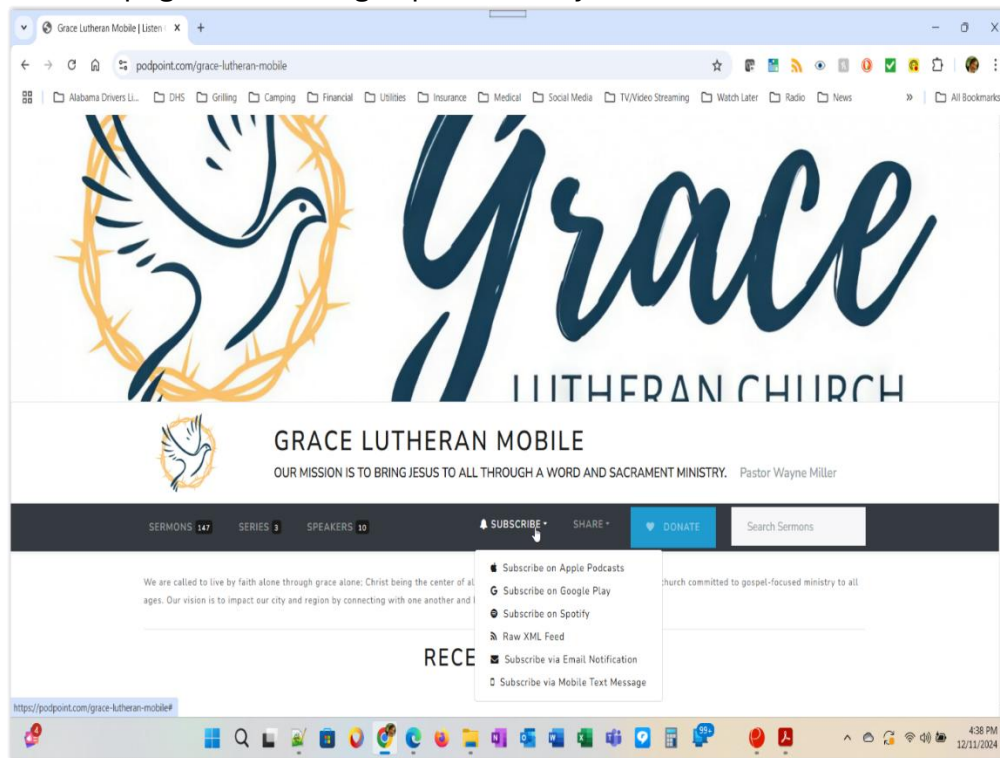 Grace Lutheran Mobile | Listen
podpoint.com/grace-lutheran-mobile
Alabama Drivers Li... DHS Grilling Camping Financial Utilities Insurance Medical Social Media TV/Video Streaming Watch Later Radio News » All Bookmarks
Grace
LUTHERAN CHURCH
GRACE LUTHERAN MOBILE
OUR MISSION IS TO BRING JESUS TO ALL THROUGH A WORD AND SACRAMENT MINISTRY. Pastor Wayne Miller
SERMONS 147 SERIES 3 SPEAKERS 10 SUBSCRIBE SHARE DONATE Search Sermons
Subscribe on Apple Podcasts
Subscribe on Google Play
Subscribe on Spotify
Raw XML Feed
Subscribe via Email Notification
Subscribe via Mobile Text Message
We are called to live by faith alone through grace alone; Christ being the center of al church committed to gospel-focused ministry to all
ages. Our vision is to impact our city and region by connecting with one another and
RECE
https://podpoint.com/grace-lutheran-mobile#
4 99+ 4:38 PM
12/11/2024